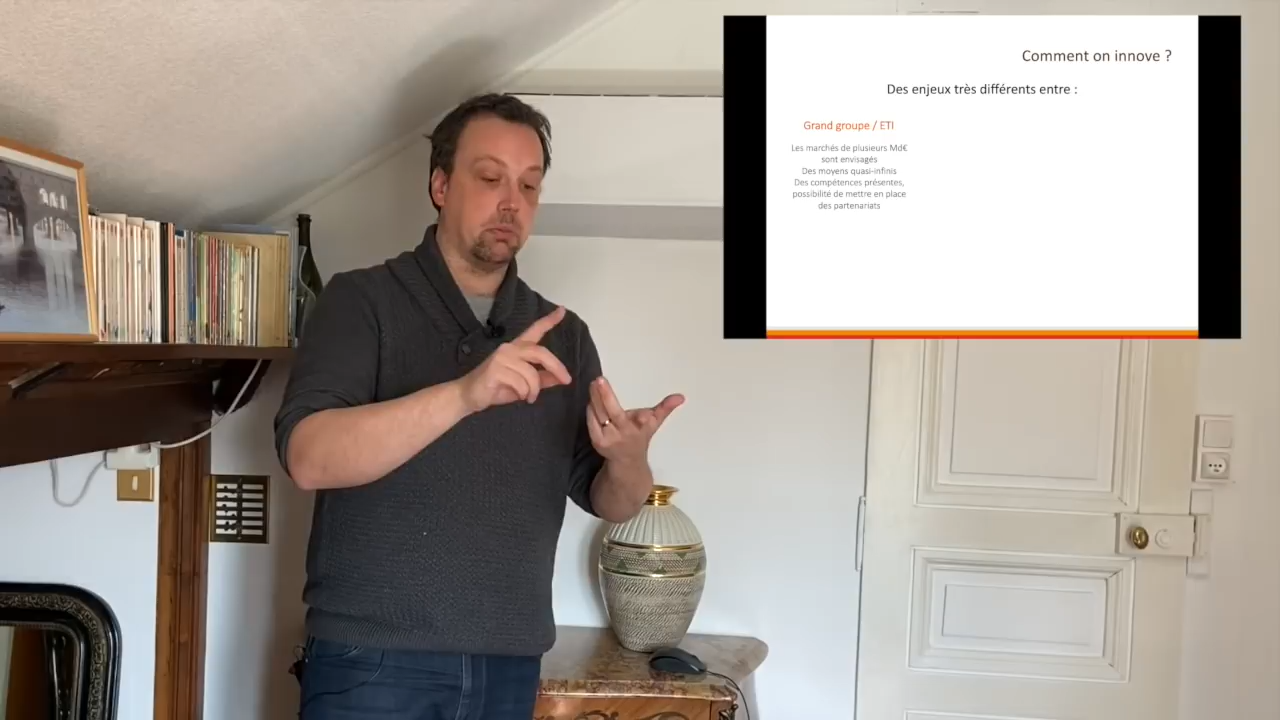 Comment on innove ?
Des enjeux très différents entre :
Grand groupe / ETI
Les marchés de plusieurs Md€
sont envisagés
Des moyens quasi-infinis
Des compétences présentes,
possibilité de mettre en place
des partenariats